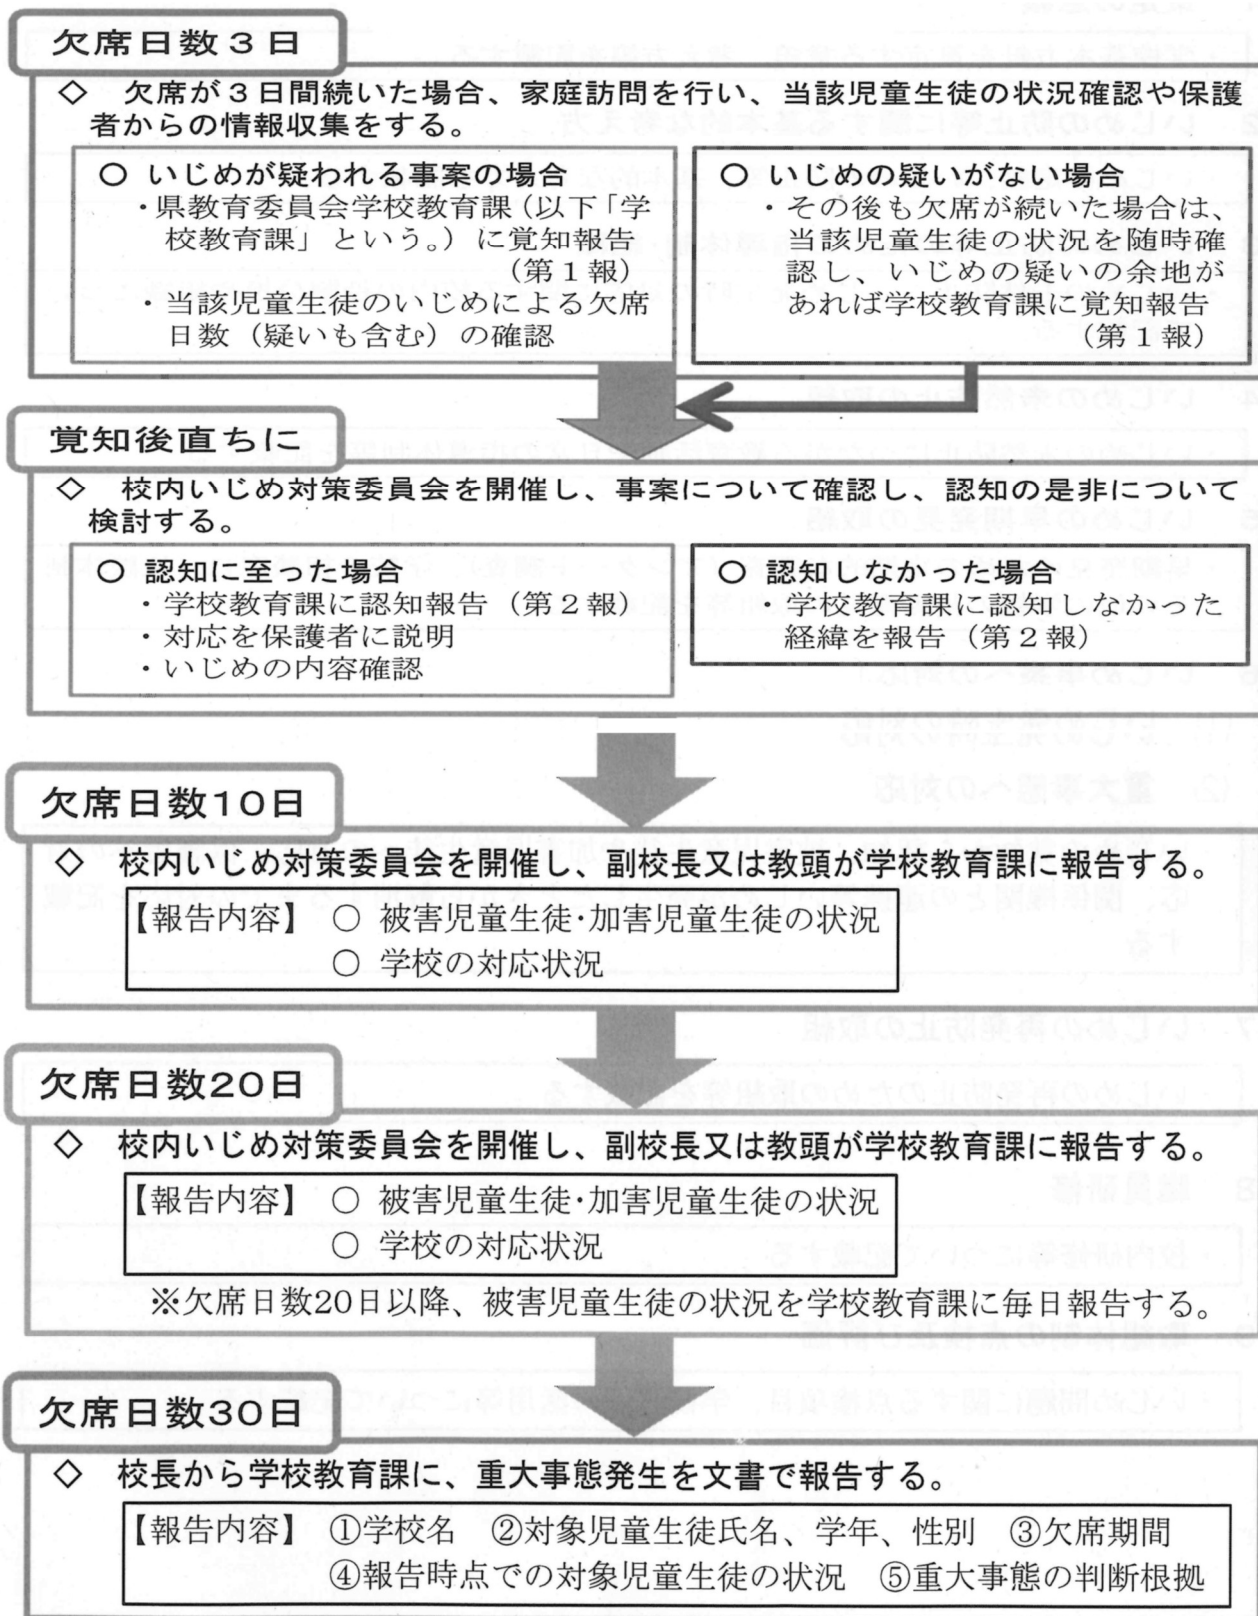 欠席日数３日
◇　欠席が３日間続いた場合、家庭訪問を行い、当該児童生徒の状況確認や保護
者からの情報収集をする。
○ いじめが疑われる事案の場合
・県教育委員会学校教育課（以下「学
校教育課」という。）に覚知報告
（第１報）
・当該児童生徒のいじめによる欠席
日数（疑いも含む）の確認
○ いじめの疑いがない場合
・その後も欠席が続いた場合は、
当該児童生徒の状況を随時確
認し、いじめの疑いの余地が
あれば学校教育課に覚知報告
（第１報）
覚知後直ちに
◇　校内いじめ対策委員会を開催し、事案について確認し、認知の是非について
検討する。
○ 認知に至った場合
・学校教育課に認知報告（第２報）
・対応を保護者に説明
・いじめの内容確認
○ 認知しなかった場合
・学校教育課に認知しなかった
経緯を報告（第２報）
欠席日数10日
◇　校内いじめ対策委員会を開催し、副校長又は教頭が学校教育課に報告する。
【報告内容】　○　被害児童生徒・加害児童生徒の状況
○　学校の対応状況
欠席日数20日
◇　校内いじめ対策委員会を開催し、副校長又は教頭が学校教育課に報告する。
【報告内容】　○　被害児童生徒・加害児童生徒の状況
○　学校の対応状況
※欠席日数20日以降、被害児童生徒の状況を学校教育課に毎日報告する。
欠席日数30日
◇　校長から学校教育課に、重大事態発生を文書で報告する。
【報告内容】　①学校名　②対象児童生徒氏名、学年、性別　③欠席期間
④報告時点での対象児童生徒の状況　⑤重大事態の判断根拠